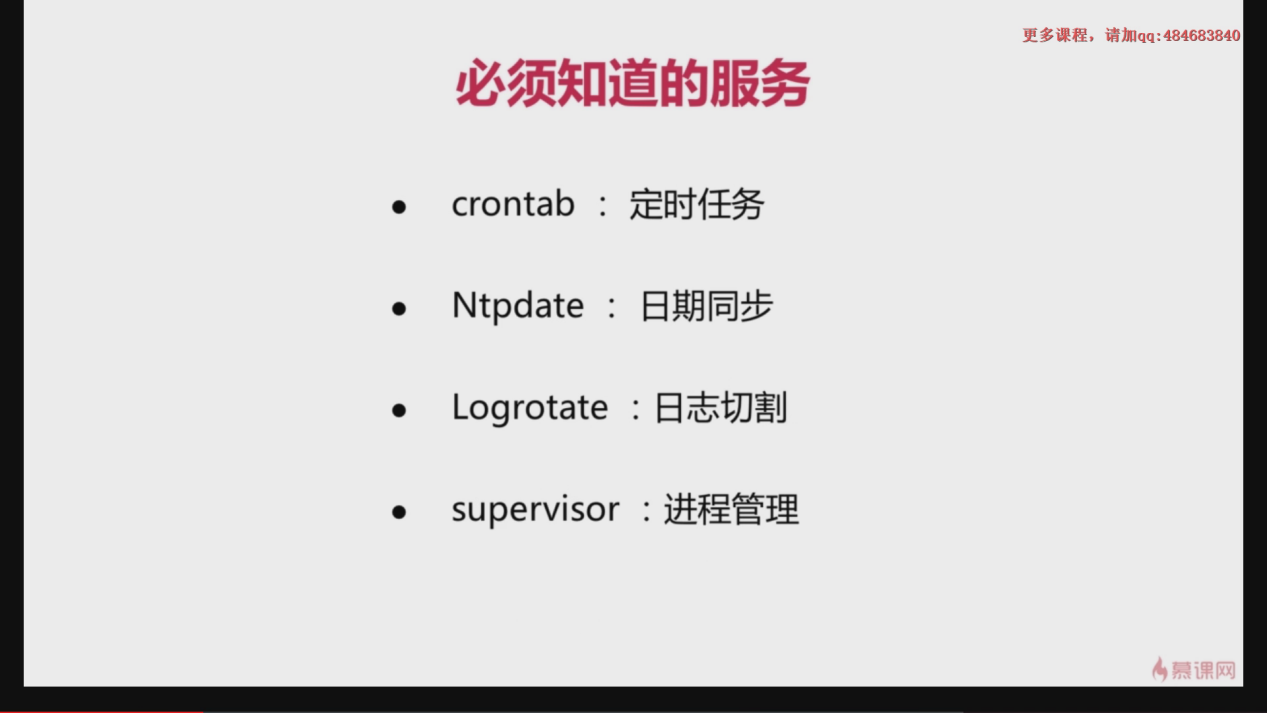 更多课程，请加qq:484683840
必须知道的服务
● crontab ： 定时任务
● Ntpdate ： 日期同步
● Logrotate ：日志切割
● supervisor ：进程管理
慕课网